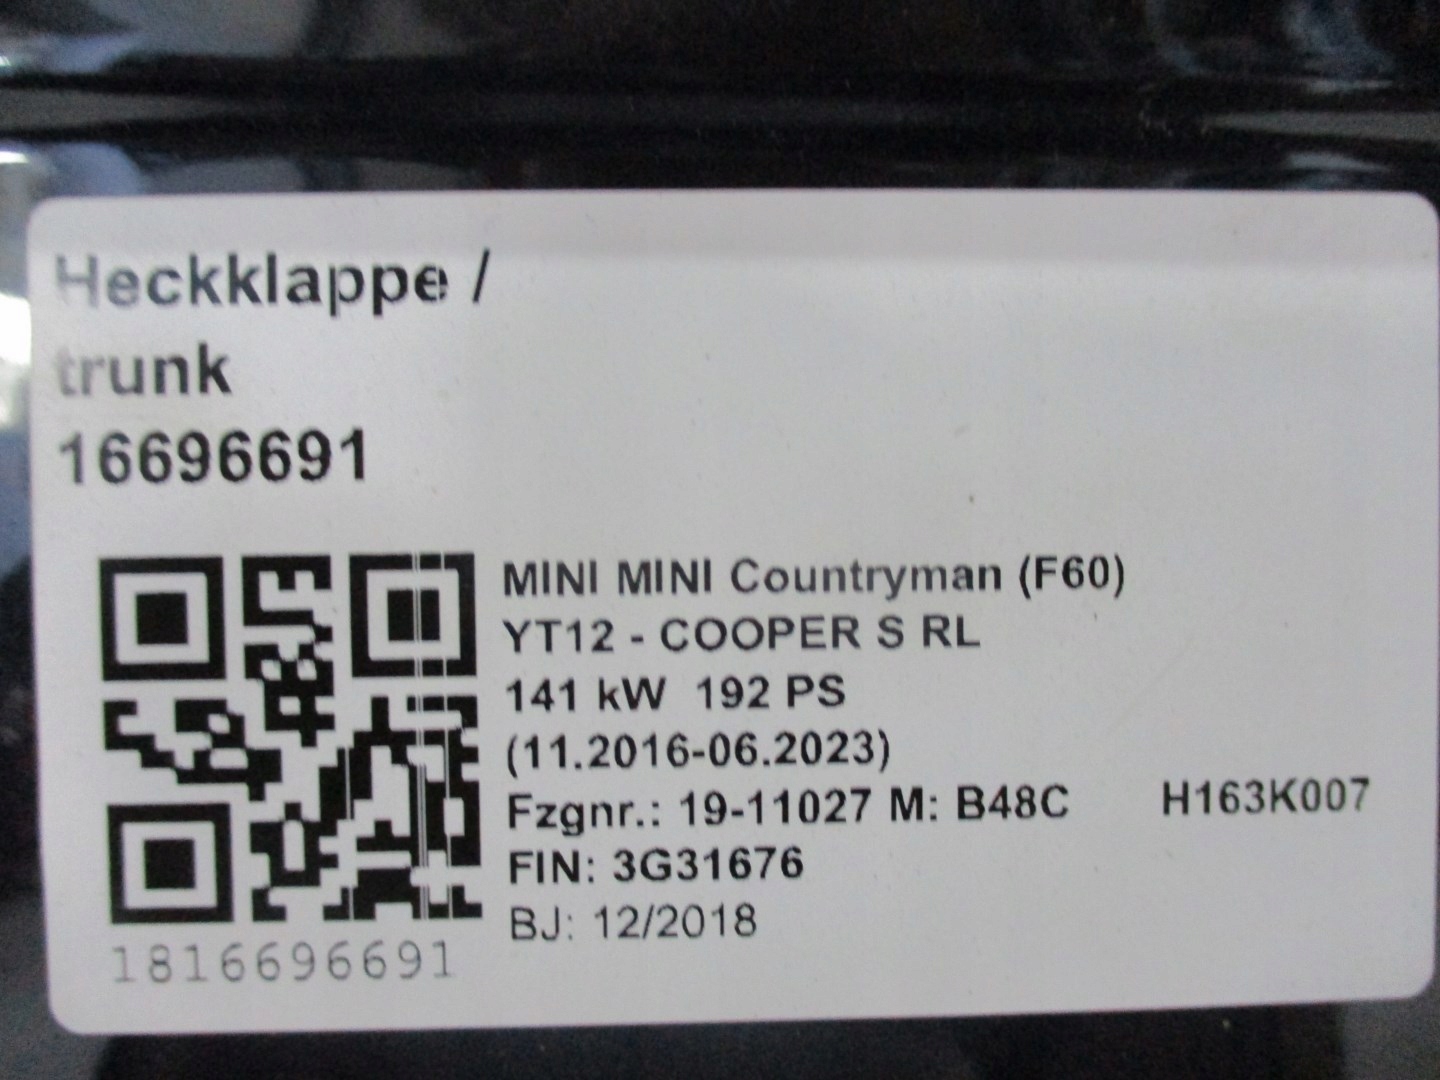 Heckklappe /
trunk
16696691
MINI MINI Countryman (F60)
YT12 - COOPER S RL
141 kW 192 PS
(11.2016-06.2023)
Fzgnr.: 19-11027 M: B48C H163K007
FIN: 3G31676
BJ: 12/2018
1816696691